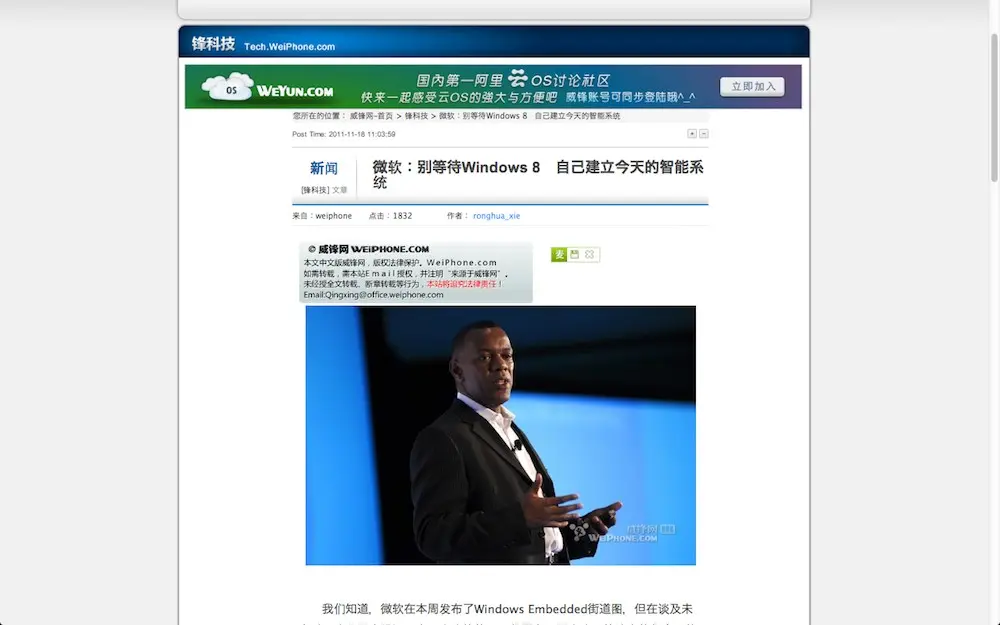 锋科技 Tech.WeiPhone.com
OS WEYUN.COM
国内第一阿里云OS讨论社区
快来一起感受云OS的強大与方便吧 威锋账号可同步登陆哦^_^
立即加入
您所在的位置： 威锋网-首页 > 锋科技 > 微软：别等待Windows 8 自己建立今天的智能系统
Post Time: 2011-11-18 11:03:59
新闻
[锋科技] 文章
微软：别等待Windows 8 自己建立今天的智能系
统
来自：weiphone 点击：1832 作者： ronghua_xie
© 威锋网 WEIPHONE.COM
本文中文版威锋网，版权法律保护。WeiPhone.com
如需转载，需本站Email授权，并注明“来源于威锋网”。
未经授全文转载、断章转载等行为，本站将诅究法律责任！
Email:Qingxing@office.weiphone.com
麦
威锋网
WEIPHONE.COM
我们知道，微软在本周发布了Windows Embedded街道图，但在谈及未